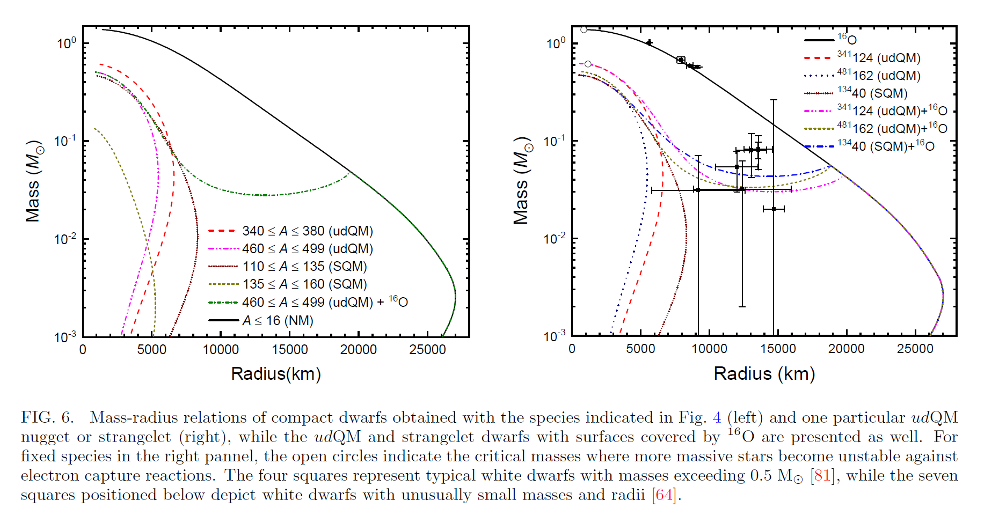 10⁰
10⁻¹
10⁻²
10⁻³
Mass (M☉)
0 5000 10000 15000 20000 25000
Radius(km)
340 ≤ A ≤ 380 (udQM)
460 ≤ A ≤ 499 (udQM)
110 ≤ A ≤ 135 (SQM)
135 ≤ A ≤ 160 (SQM)
460 ≤ A ≤ 499 (udQM) + ¹⁶O
A ≤ 16 (NM)
10⁰
10⁻¹
10⁻²
10⁻³
Mass (M☉)
0 5000 10000 15000 20000 25000
Radius (km)
¹⁶O
³⁴¹124 (udQM)
⁴⁸¹162 (udQM)
¹³⁴40 (SQM)
³⁴¹124 (udQM)+¹⁶O
⁴⁸¹162 (udQM)+¹⁶O
¹³⁴40 (SQM)+¹⁶O
FIG. 6. Mass-radius relations of compact dwarfs obtained with the species indicated in Fig. 4 (left) and one particular udQM
nugget or strangelet (right), while the udQM and strangelet dwarfs with surfaces covered by ¹⁶O are presented as well. For
fixed species in the right pannel, the open circles indicate the critical masses where more massive stars become unstable against
electron capture reactions. The four squares represent typical white dwarfs with masses exceeding 0.5 M☉ [81], while the seven
squares positioned below depict white dwarfs with unusually small masses and radii [64].